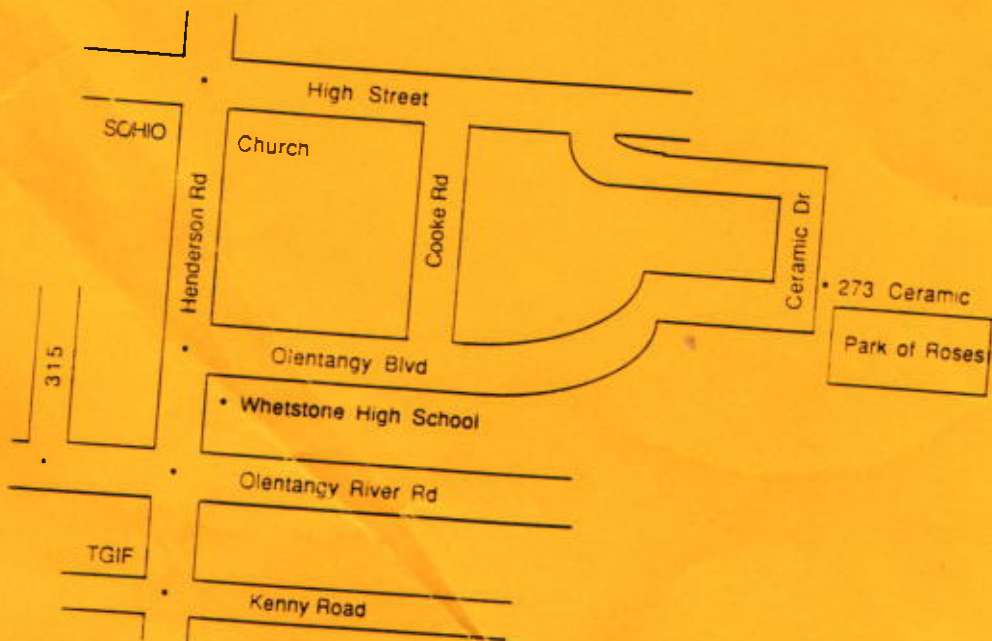 High Street
SOHIO
Church
Henderson Rd
Cooke Rd
Ceramic Dr
273 Ceramic
Park of Roses
315
Olentangy Blvd
Whetstone High School
Olentangy River Rd
TGIF
Kenny Road